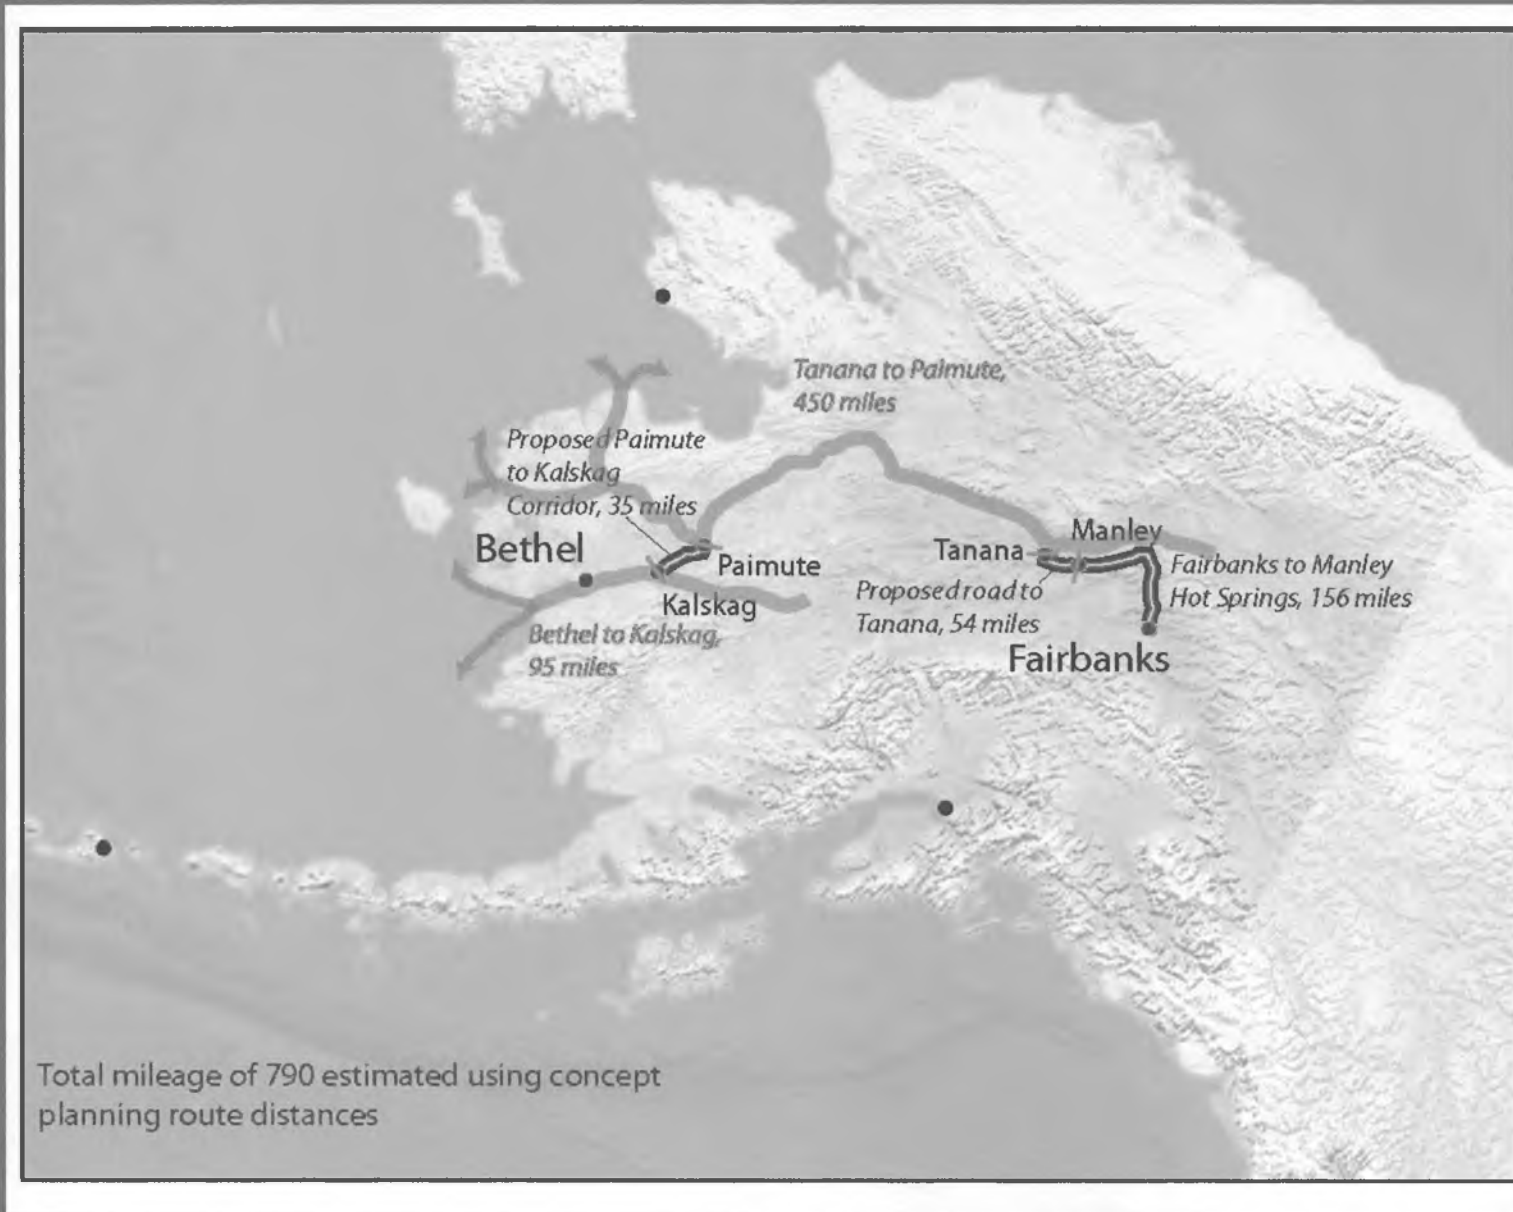 Tanana to Paimute,
450 miles
Proposed Paimute
to Kalskag
Corridor, 35 miles
Bethel
Paimute
Kalskag
Bethel to Kalskag,
95 miles
Tanana
Manley
Proposed road to
Tanana, 54 miles
Fairbanks to Manley
Hot Springs, 156 miles
Fairbanks
Total mileage of 790 estimated using concept
planning route distances